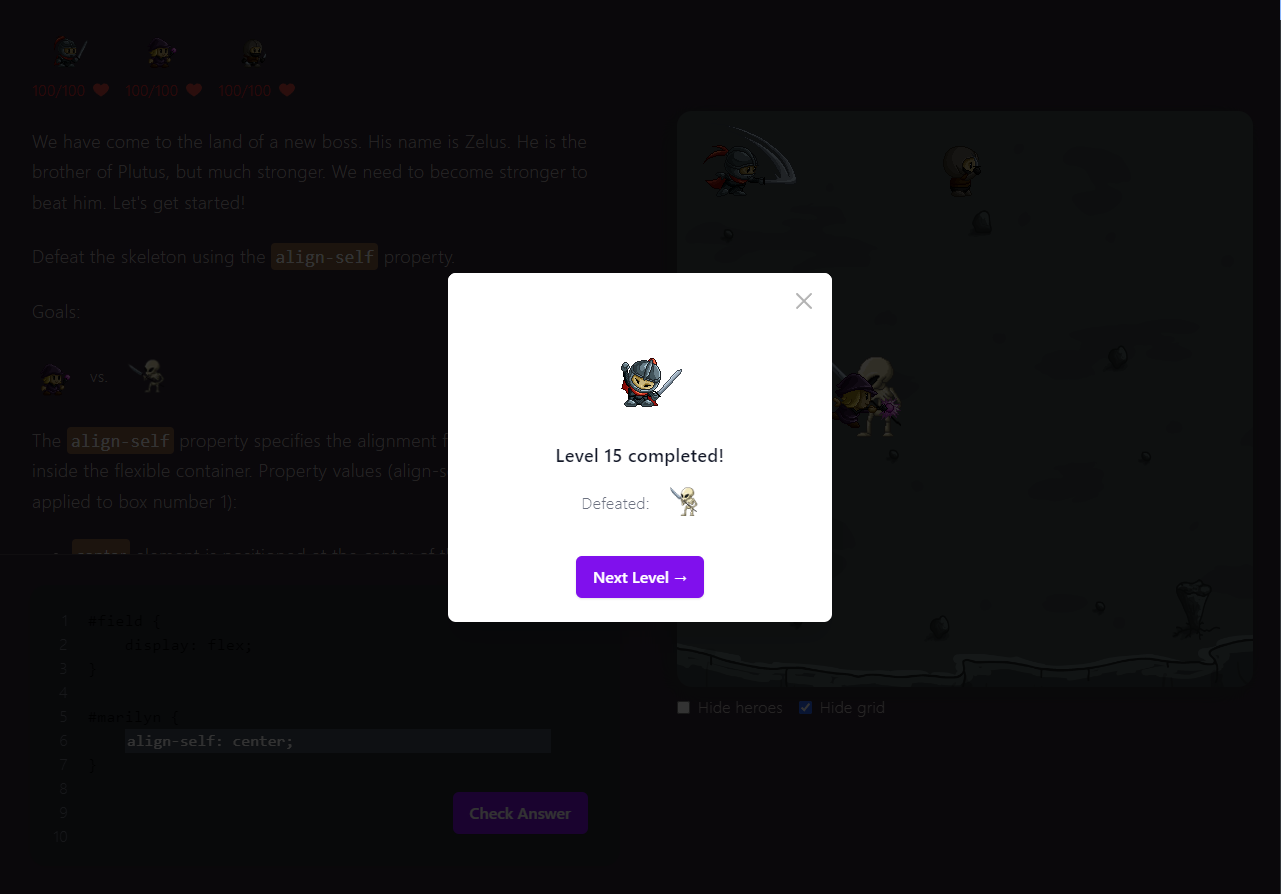 100/100 100/100 100/100
We have come to the land of a new boss. His name is Zelus. He is the
brother of Plutus, but much stronger. We need to become stronger to
beat him. Let's get started!
Defeat the skeleton using the align-self property.
Goals:
vs.
The align-self property specifies the alignment f
inside the flexible container. Property values (align-s
applied to box number 1):
center element is positioned at the center of t
1 #field {
2 display: flex;
3 }
4
5 #marilyn {
6 align-self: center;
7 }
8
9
10
Check Answer
Level 15 completed!
Defeated:
Next Level →
Hide heroes Hide grid